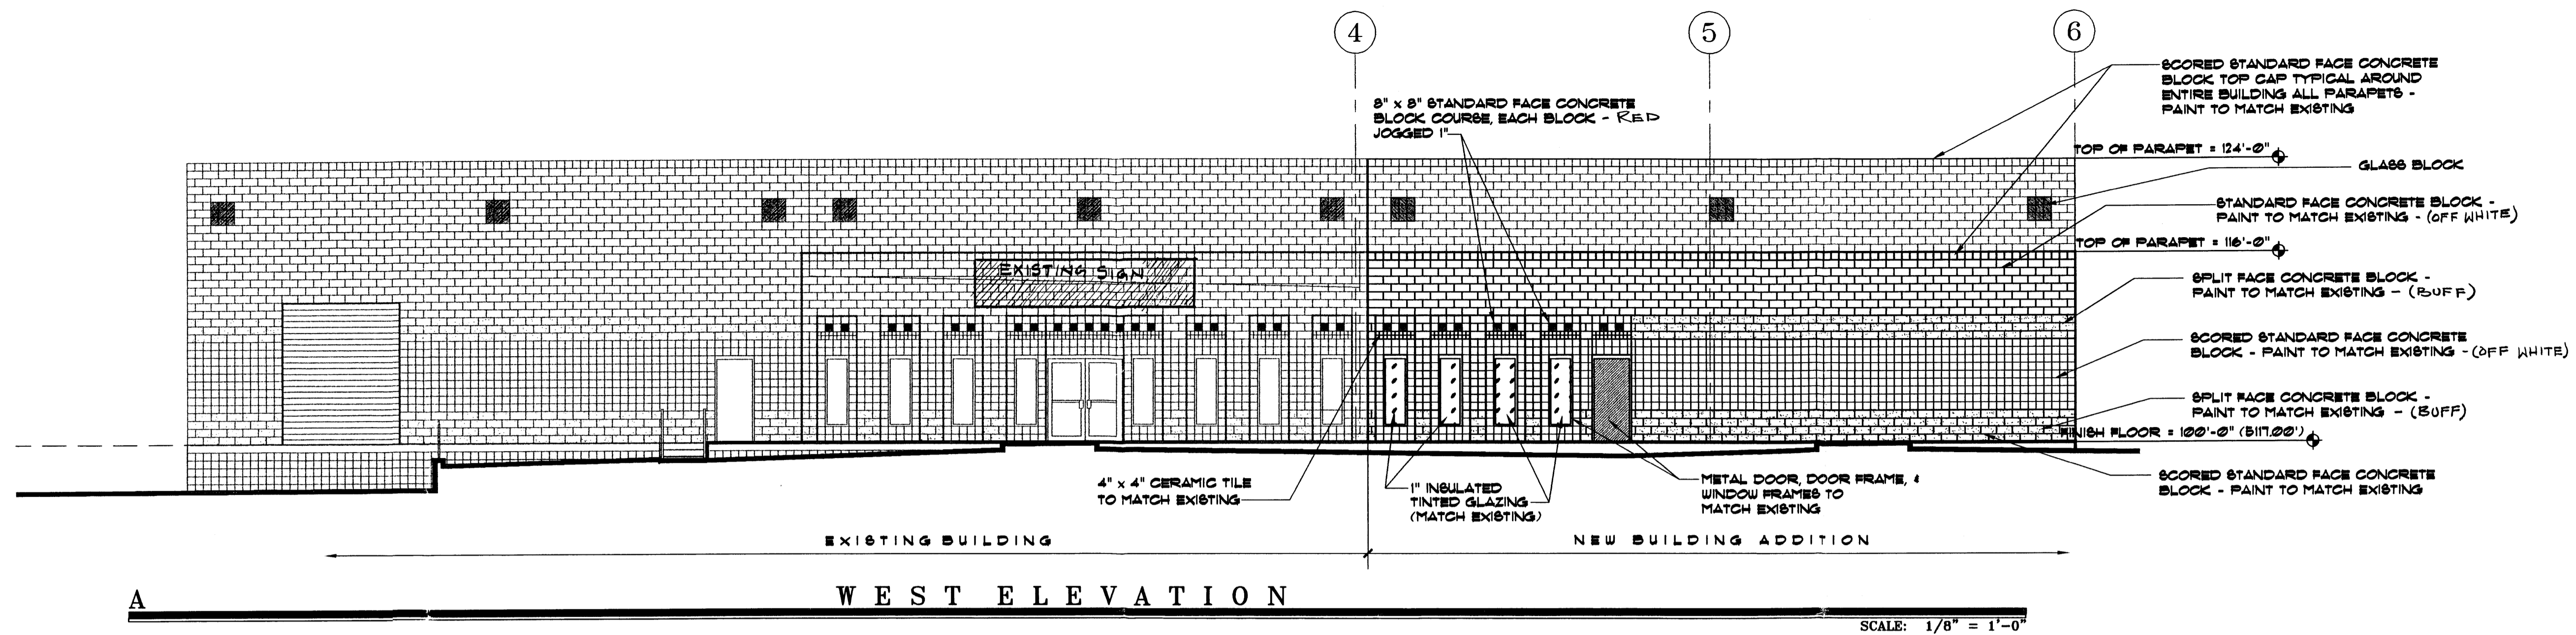 4
5
6
SCORED STANDARD FACE CONCRETE
BLOCK TOP CAP TYPICAL AROUND
ENTIRE BUILDING ALL PARAPETS -
PAINT TO MATCH EXISTING
8" x 8" STANDARD FACE CONCRETE
BLOCK COURSE, EACH BLOCK - RED
JOGGED 1"
TOP OF PARAPET = 124'-0"
GLASS BLOCK
STANDARD FACE CONCRETE BLOCK -
PAINT TO MATCH EXISTING - (OFF WHITE)
TOP OF PARAPET = 116'-0"
EXISTING SIGN
SPLIT FACE CONCRETE BLOCK -
PAINT TO MATCH EXISTING - (BUFF)
SCORED STANDARD FACE CONCRETE
BLOCK - PAINT TO MATCH EXISTING - (OFF WHITE)
SPLIT FACE CONCRETE BLOCK -
PAINT TO MATCH EXISTING - (BUFF)
FINISH FLOOR = 100'-0" (5117.00')
SCORED STANDARD FACE CONCRETE
BLOCK - PAINT TO MATCH EXISTING
4" x 4" CERAMIC TILE
TO MATCH EXISTING
1" INSULATED
TINTED GLAZING
(MATCH EXISTING)
METAL DOOR, DOOR FRAME, &
WINDOW FRAMES TO
MATCH EXISTING
EXISTING BUILDING
NEW BUILDING ADDITION
A
WEST ELEVATION
SCALE: 1/8" = 1'-0"